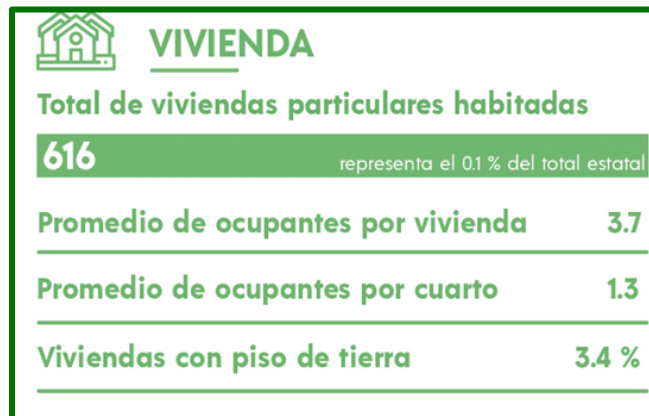 VIVIENDA
Total de viviendas particulares habitadas
616 representa el 0.1 % del total estatal
Promedio de ocupantes por vivienda 3.7
Promedio de ocupantes por cuarto 1.3
Viviendas con piso de tierra 3.4 %